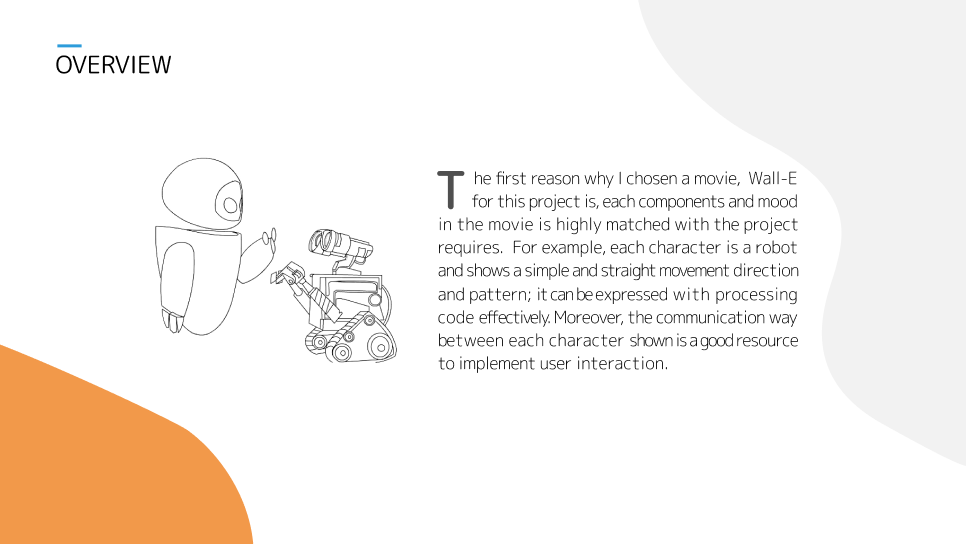 OVERVIEW
The first reason why I chosen a movie, Wall-E
for this project is, each components and mood
in the movie is highly matched with the project
requires. For example, each character is a robot
and shows a simple and straight movement direction
and pattern; it can be expressed with processing
code effectively. Moreover, the communication way
between each character shown is a good resource
to implement user interaction.